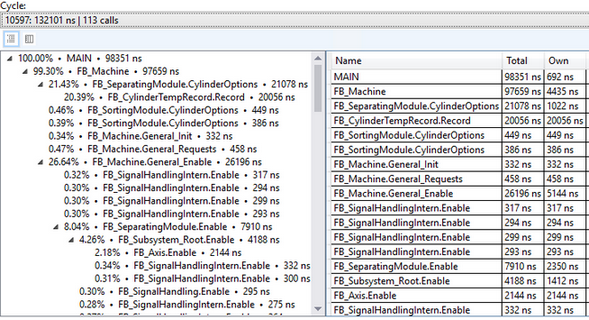 Cycle:
10597: 132101 ns | 113 calls
100.00% • MAIN • 98351 ns
99.30% • FB_Machine • 97659 ns
21.43% • FB_SeparatingModule.CylinderOptions • 21078 ns
20.39% • FB_CylinderTempRecord.Record • 20056 ns
0.46% • FB_SortingModule.CylinderOptions • 449 ns
0.39% • FB_SortingModule.CylinderOptions • 386 ns
0.34% • FB_Machine.General_Init • 332 ns
0.47% • FB_Machine.General_Requests • 458 ns
26.64% • FB_Machine.General_Enable • 26196 ns
0.32% • FB_SignalHandlingIntern.Enable • 317 ns
0.30% • FB_SignalHandlingIntern.Enable • 294 ns
0.30% • FB_SignalHandlingIntern.Enable • 299 ns
0.30% • FB_SignalHandlingIntern.Enable • 293 ns
8.04% • FB_SeparatingModule.Enable • 7910 ns
4.26% • FB_Subsystem_Root.Enable • 4188 ns
2.18% • FB_Axis.Enable • 2144 ns
0.34% • FB_SignalHandlingIntern.Enable • 332 ns
0.31% • FB_SignalHandlingIntern.Enable • 300 ns
0.30% • FB_SignalHandling.Enable • 295 ns
0.28% • FB_SignalHandlingIntern.Enable • 275 ns
Name Total Own
MAIN 98351 ns 692 ns
FB_Machine 97659 ns 4435 ns
FB_SeparatingModule.CylinderOptions 21078 ns 1022 ns
FB_CylinderTempRecord.Record 20056 ns 20056 ns
FB_SortingModule.CylinderOptions 449 ns 449 ns
FB_SortingModule.CylinderOptions 386 ns 386 ns
FB_Machine.General_Init 332 ns 332 ns
FB_Machine.General_Requests 458 ns 458 ns
FB_Machine.General_Enable 26196 ns 5144 ns
FB_SignalHandlingIntern.Enable 317 ns 317 ns
FB_SignalHandlingIntern.Enable 294 ns 294 ns
FB_SignalHandlingIntern.Enable 299 ns 299 ns
FB_SignalHandlingIntern.Enable 293 ns 293 ns
FB_SeparatingModule.Enable 7910 ns 2350 ns
FB_Subsystem_Root.Enable 4188 ns 1412 ns
FB_Axis.Enable 2144 ns 2144 ns
FB_SignalHandlingIntern.Enable 332 ns 332 ns